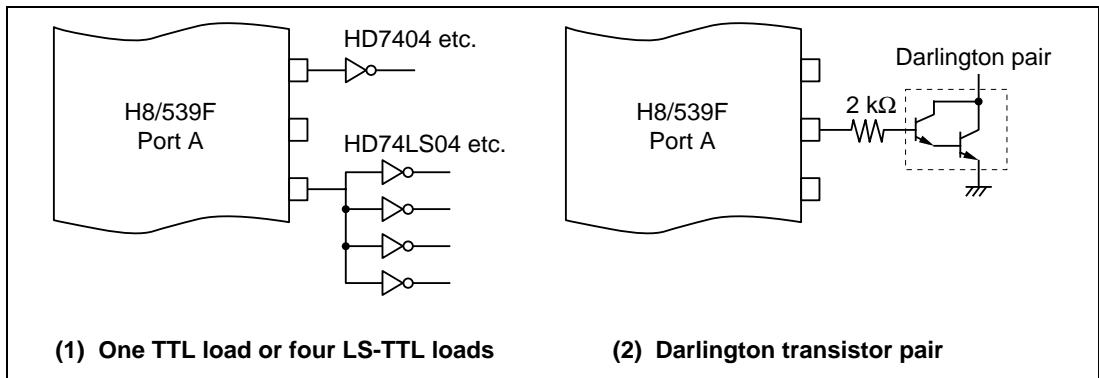 HD7404 etc.
H8/539F
Port A
HD74LS04 etc.
(1) One TTL load or four LS-TTL loads
Darlington pair
2 kΩ
H8/539F
Port A
(2) Darlington transistor pair